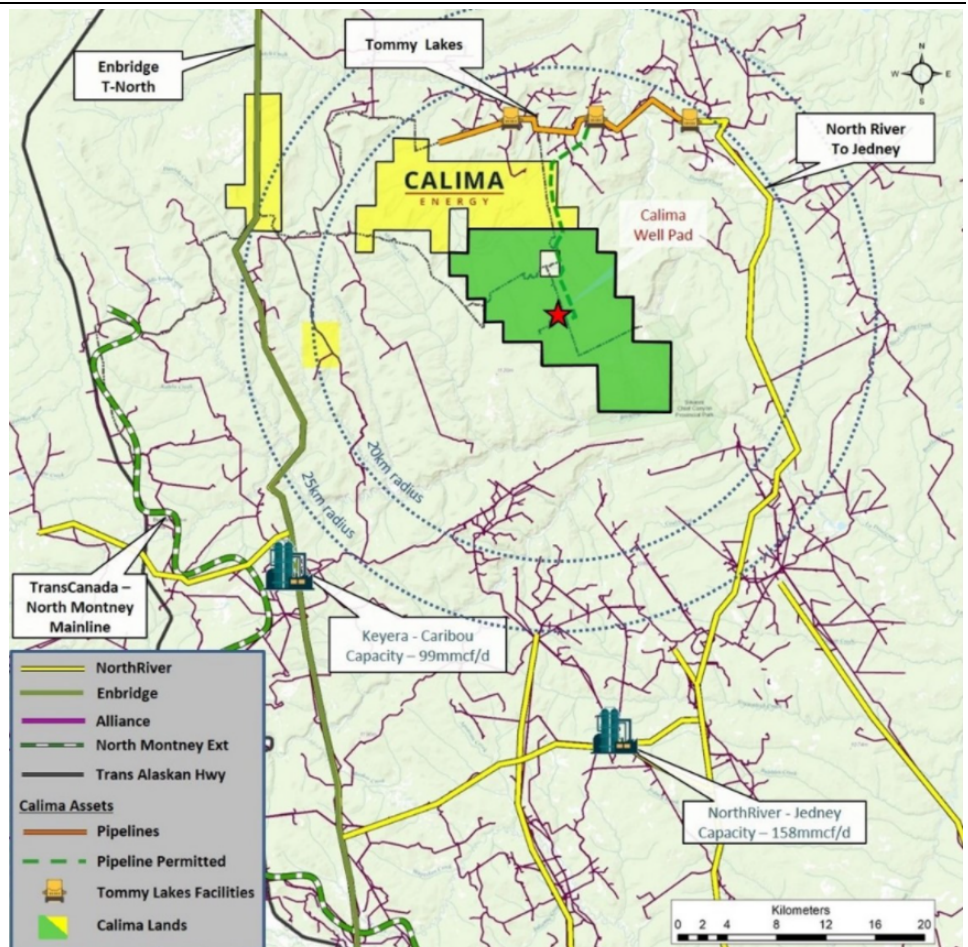 Enbridge
T-North
Tommy Lakes
N
W
E
S
North River
To Jedney
CALIMA
ENERGY
Calima
Well Pad
20km radius
25km radius
TransCanada –
North Montney
Mainline
Keyera - Caribou
Capacity – 99mmcf/d
NorthRiver
Enbridge
Alliance
North Montney Ext
Trans Alaskan Hwy
Calima Assets
Pipelines
Pipeline Permitted
Tommy Lakes Facilities
Calima Lands
NorthRiver - Jedney
Capacity – 158mmcf/d
Kilometers
0 2 4 8 12 16 20